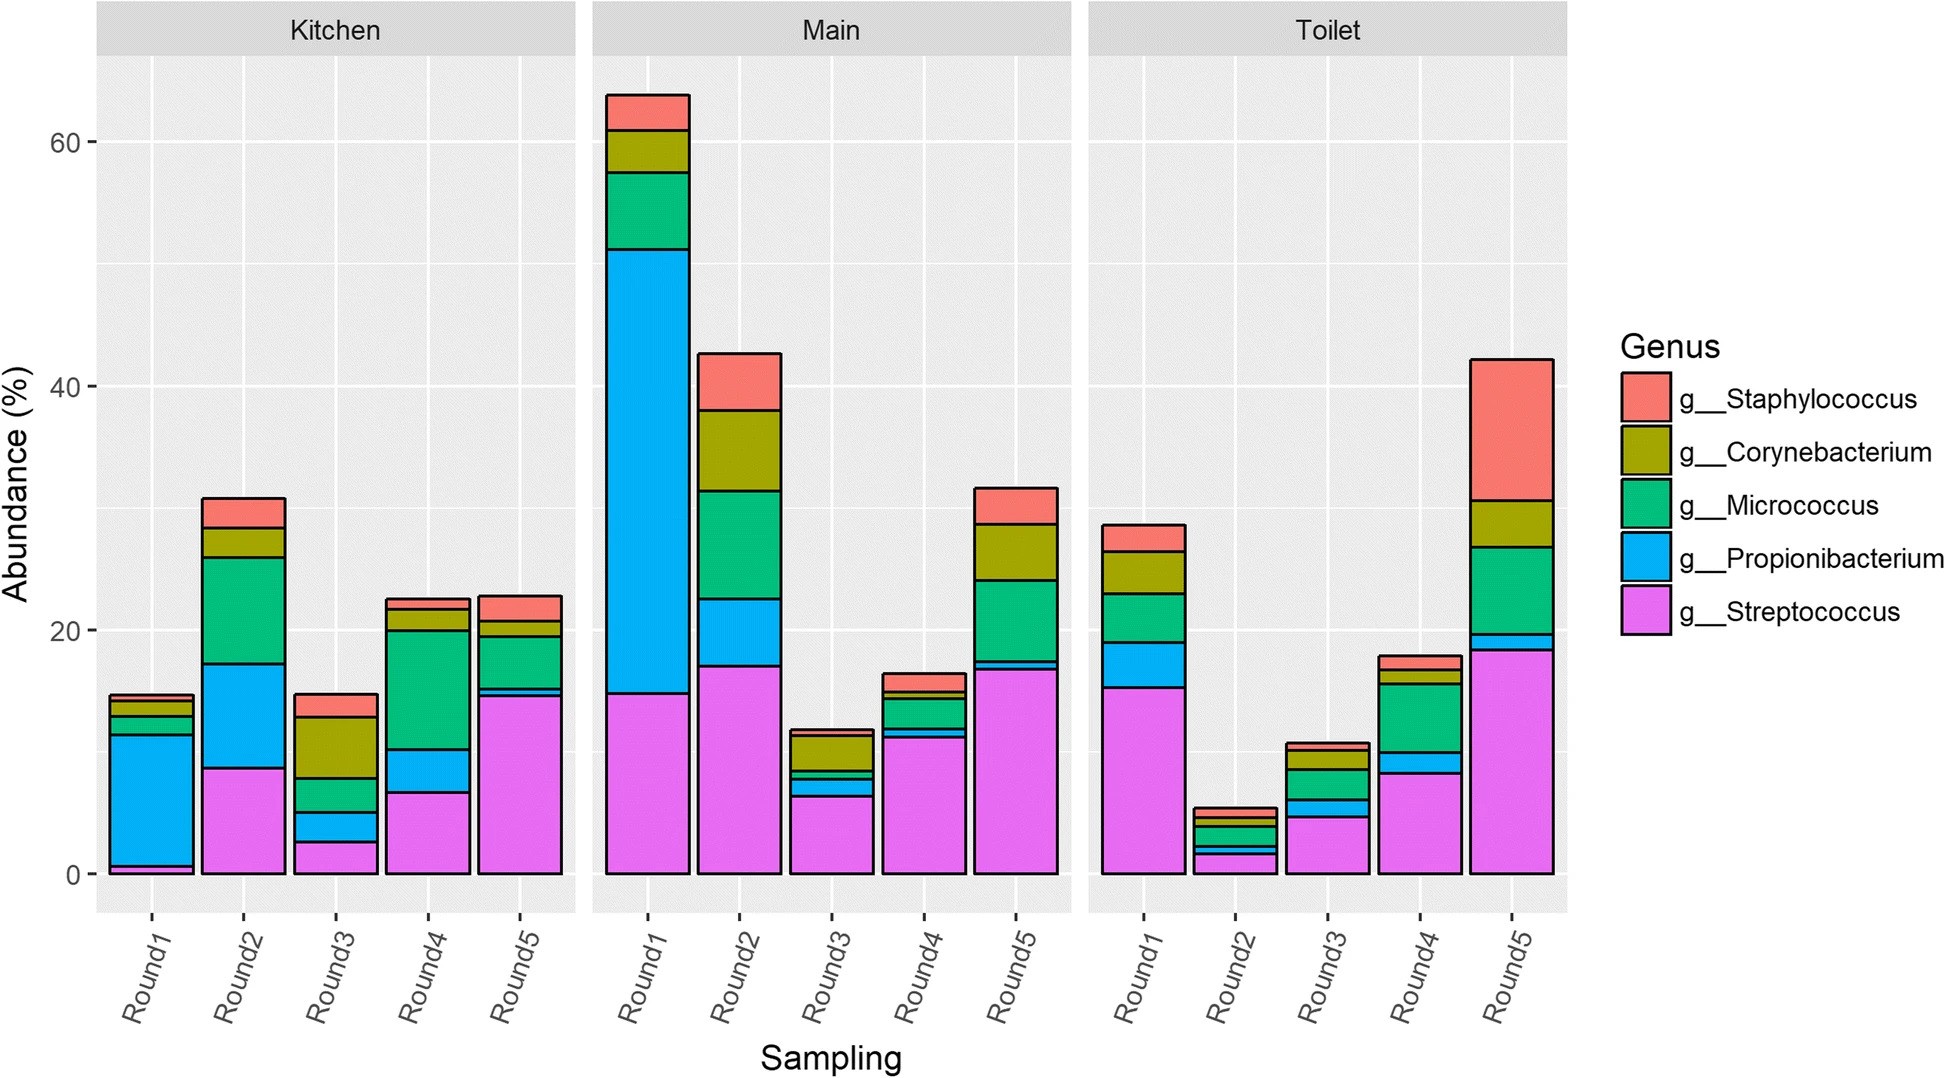 Kitchen
Main
Toilet
Abundance (%)
60
40
20
0
Round1
Round2
Round3
Round4
Round5
Round1
Round2
Round3
Round4
Round5
Round1
Round2
Round3
Round4
Round5
Sampling
Genus
g__Staphylococcus
g__Corynebacterium
g__Micrococcus
g__Propionibacterium
g__Streptococcus